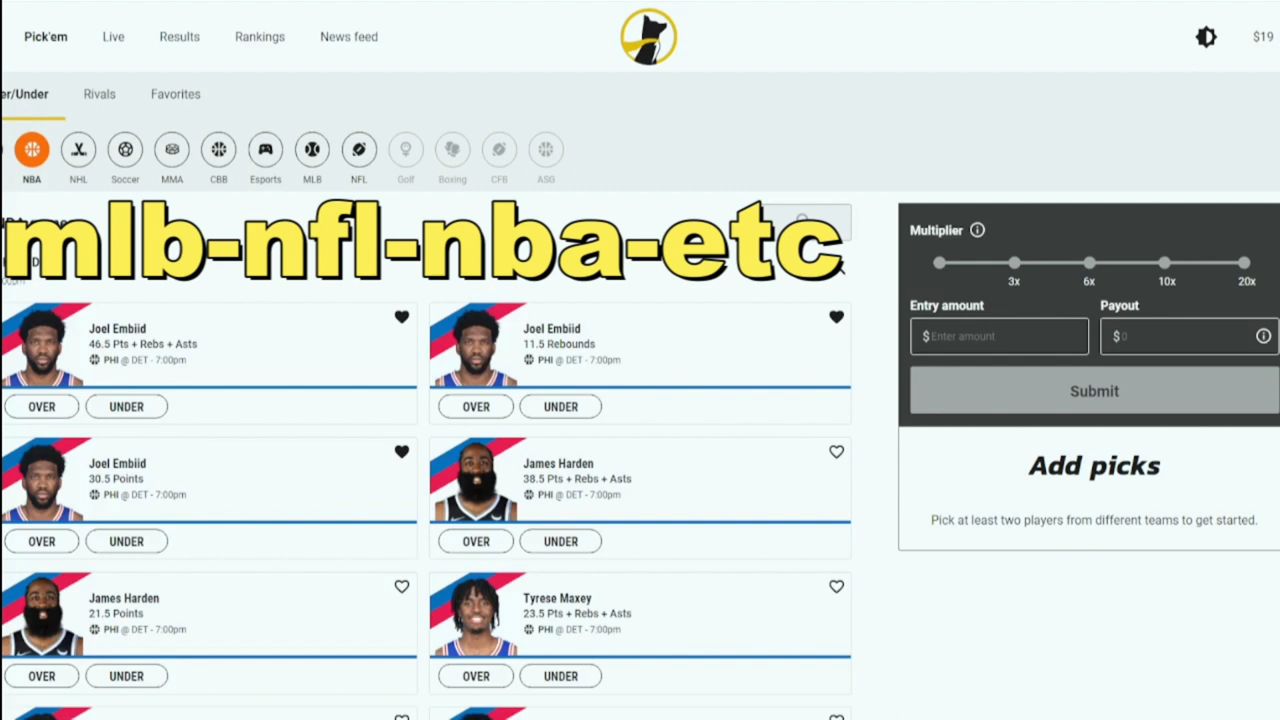 Pick'em Live Results Rankings News feed $19
er/Under Rivals Favorites
NBA NHL Soccer MMA CBB Esports MLB NFL Golf Boxing CFB ASG
mlb-nfl-nba-etc
Multiplier
3x 6x 10x 20x
Entry amount Payout
$ Enter amount $ 0
Submit
Add picks
Pick at least two players from different teams to get started.
Joel Embiid
46.5 Pts + Rebs + Asts
PHI @ DET - 7:00pm
OVER UNDER
Joel Embiid
11.5 Rebounds
PHI @ DET - 7:00pm
OVER UNDER
Joel Embiid
30.5 Points
PHI @ DET - 7:00pm
OVER UNDER
James Harden
38.5 Pts + Rebs + Asts
PHI @ DET - 7:00pm
OVER UNDER
James Harden
21.5 Points
PHI @ DET - 7:00pm
OVER UNDER
Tyrese Maxey
23.5 Pts + Rebs + Asts
PHI @ DET - 7:00pm
OVER UNDER